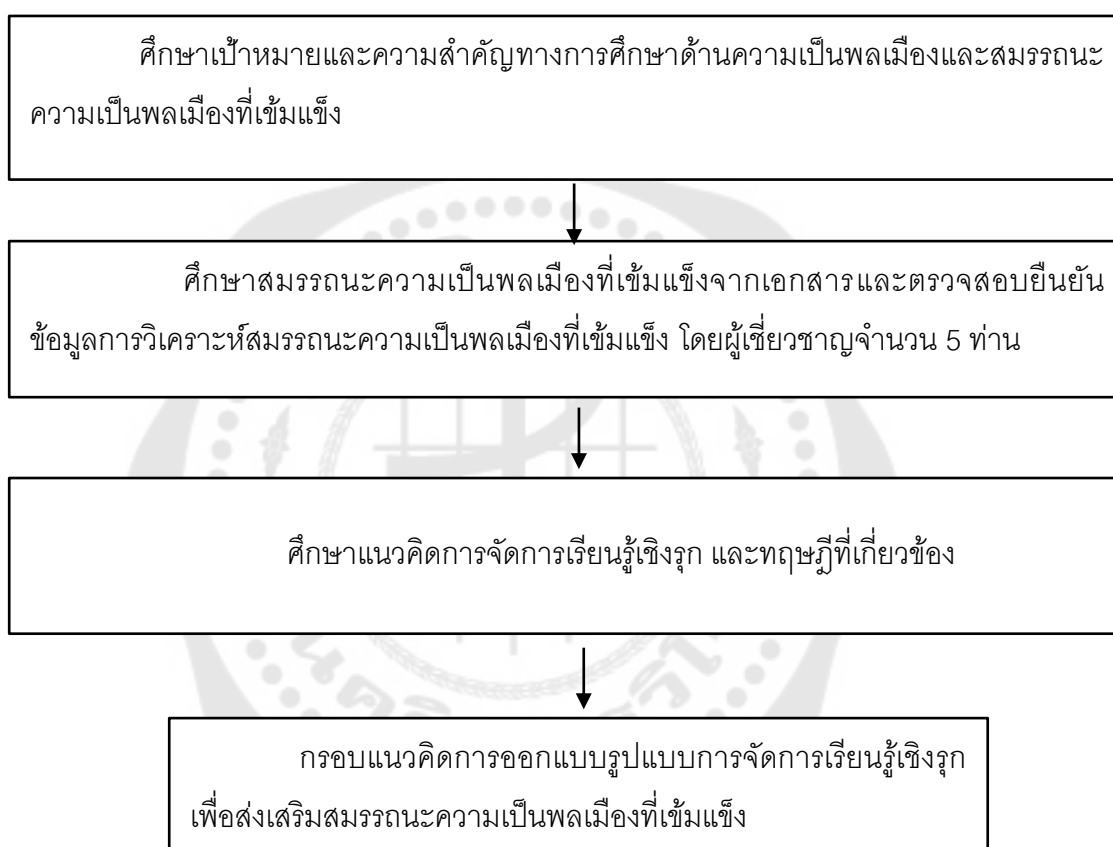 ศึกษาเป้าหมายและความสำคัญทางการศึกษาด้านความเป็นพลเมืองและสมรรถนะ
ความเป็นพลเมืองที่เข้มแข็ง
ศึกษาสมรรถนะความเป็นพลเมืองที่เข้มแข็งจากเอกสารและตรวจสอบยืนยัน
ข้อมูลการวิเคราะห์สมรรถนะความเป็นพลเมืองที่เข้มแข็ง โดยผู้เชี่ยวชาญจำนวน 5 ท่าน
ศึกษาแนวคิดการจัดการเรียนรู้เชิงรุก และทฤษฎีที่เกี่ยวข้อง
กรอบแนวคิดการออกแบบรูปแบบการจัดการเรียนรู้เชิงรุก
เพื่อส่งเสริมสมรรถนะความเป็นพลเมืองที่เข้มแข็ง